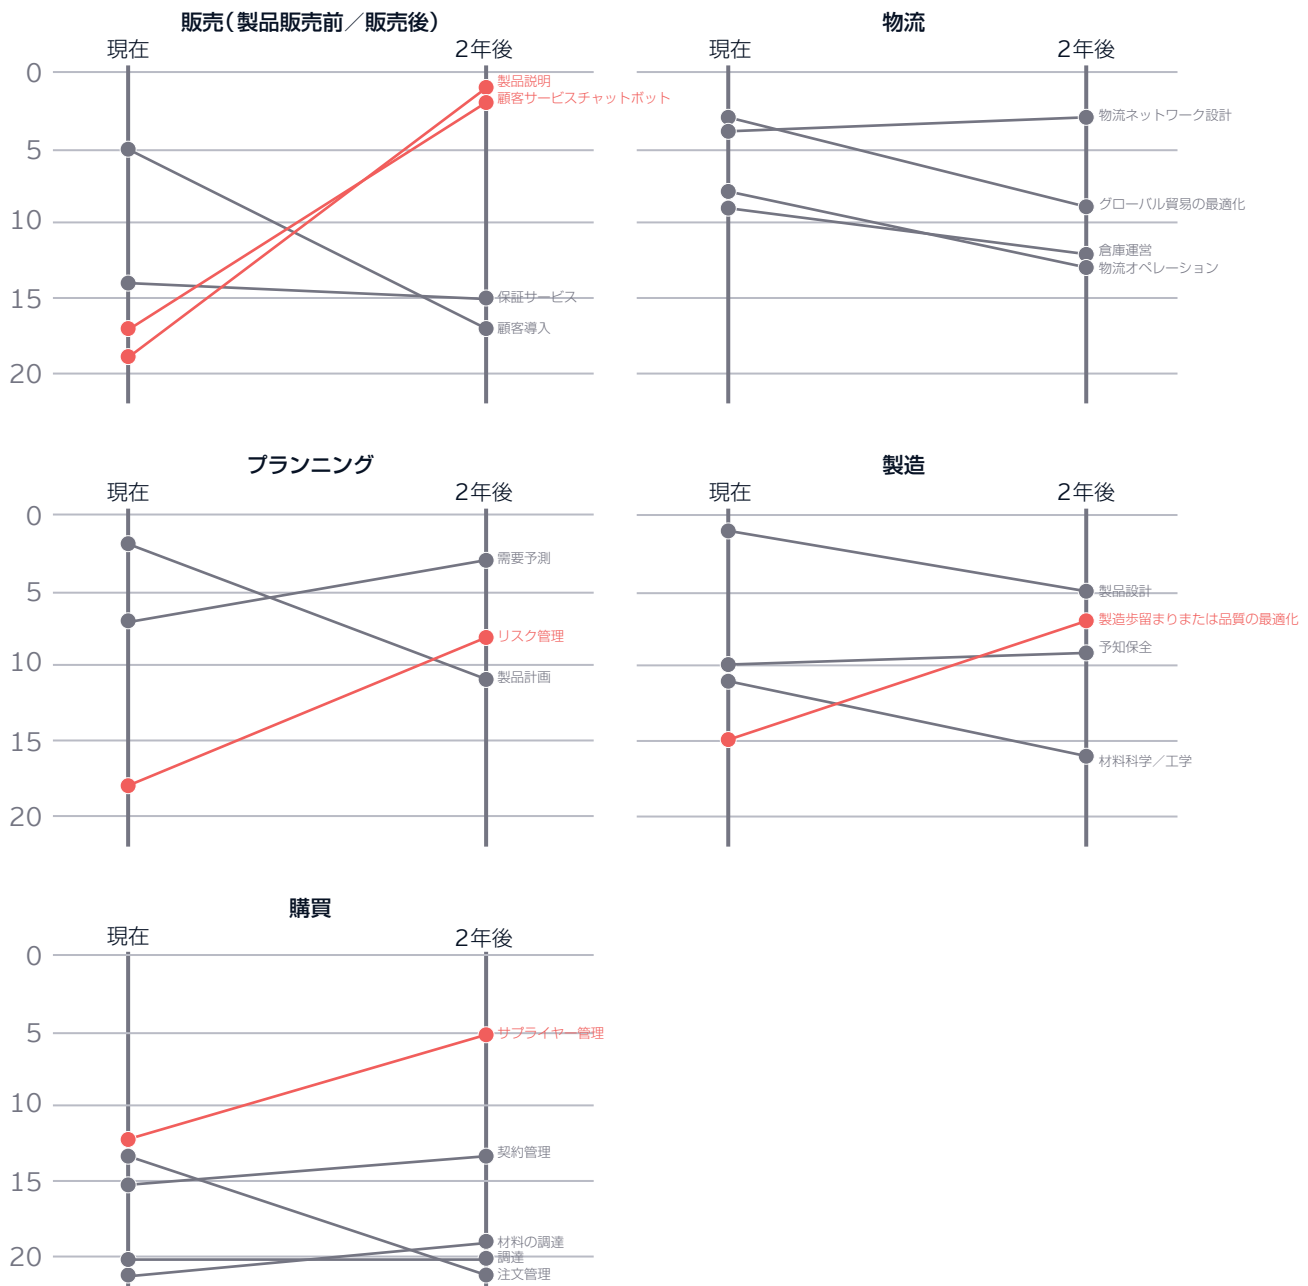 販売（製品販売前／販売後）
現在
2年後
0
5
10
15
20
製品説明
顧客サービスチャットボット
保証サービス
顧客導入
物流
現在
2年後
物流ネットワーク設計
グローバル貿易の最適化
倉庫運営
物流オペレーション
プランニング
現在
2年後
0
5
10
15
20
需要予測
リスク管理
製品計画
製造
現在
2年後
製品設計
製造歩留まりまたは品質の最適化
予知保全
材料科学／工学
購買
現在
2年後
0
5
10
15
20
サプライヤー管理
契約管理
材料の調達
調達
注文管理